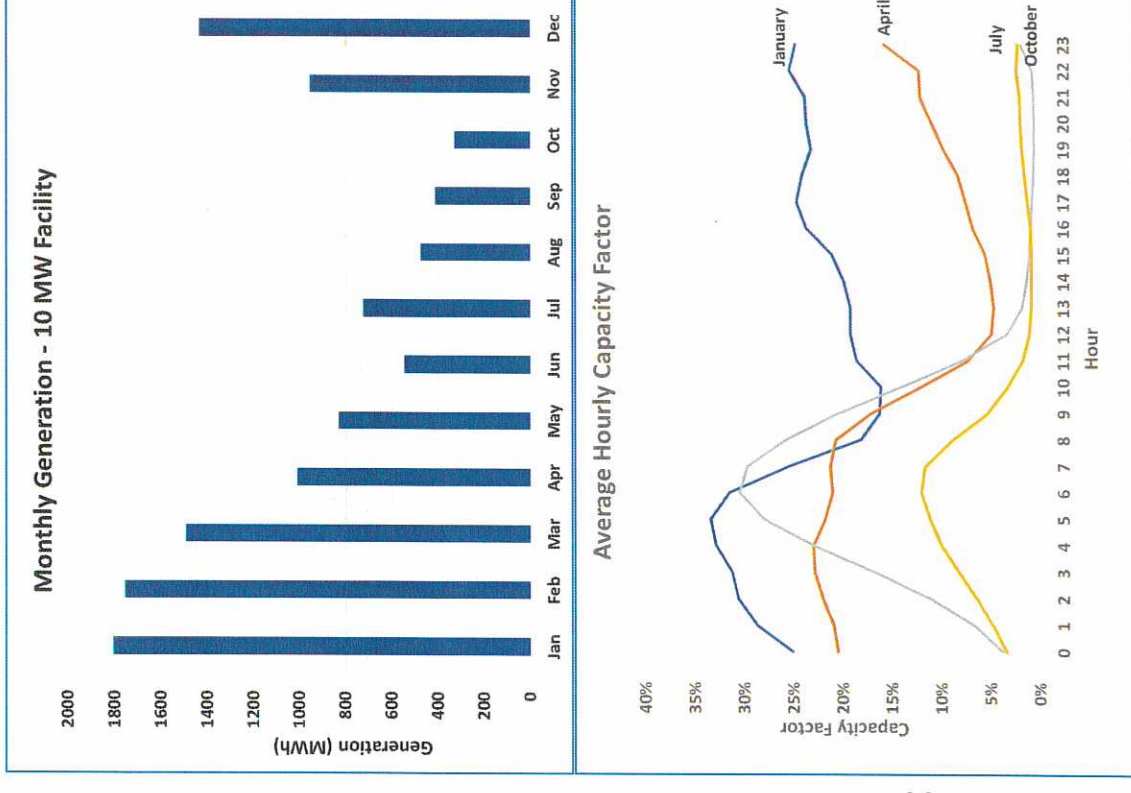 Monthly Generation - 10 MW Facility
2000
1800
1600
1400
1200
1000
800
600
400
200
0
Generation (MWh)
Jan Feb Mar Apr May Jun Jul Aug Sep Oct Nov Dec
Average Hourly Capacity Factor
40%
35%
30%
25%
20%
15%
10%
5%
0%
Capacity Factor
January
April
July
October
0 1 2 3 4 5 6 7 8 9 10 11 12 13 14 15 16 17 18 19 20 21 22 23
Hour